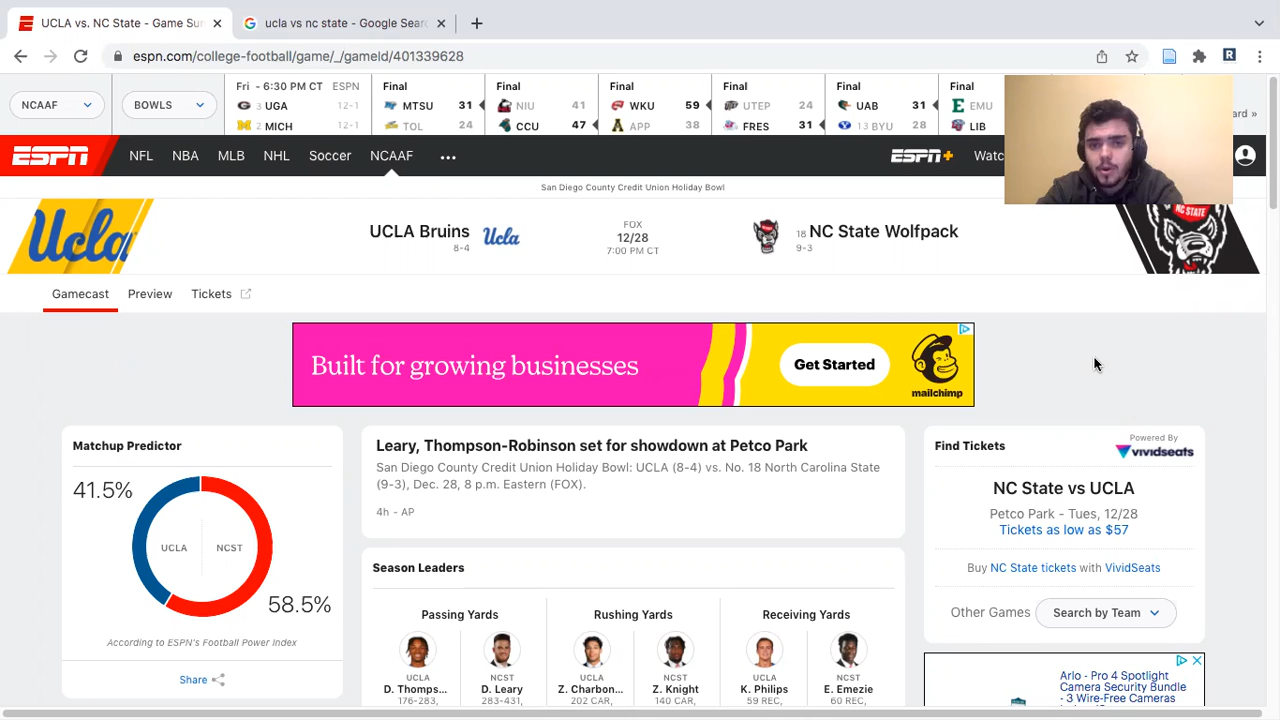 UCLA vs. NC State - Game Sum
ucla vs nc state - Google Searc
espn.com/college-football/game/_/gameId/401339628
NCAAF
BOWLS
Fri - 6:30 PM CT ESPN
3 UGA 12-1
2 MICH 12-1
Final
MTSU 31
TOL 24
Final
NIU 41
CCU 47
Final
WKU 59
APP 38
Final
UTEP 24
FRES 31
Final
UAB 31
13 BYU 28
Final
EMU
LIB
ard »
ESPN
NFL
NBA
MLB
NHL
Soccer
NCAAF
ESPN+
Watc
San Diego County Credit Union Holiday Bowl
Ucla
UCLA Bruins
8-4
Ucla
FOX
12/28
7:00 PM CT
18 NC State Wolfpack
9-3
NC STATE
Gamecast
Preview
Tickets
Built for growing businesses
Get Started
mailchimp
Matchup Predictor
41.5%
UCLA
NCST
58.5%
According to ESPN's Football Power Index
Share
Leary, Thompson-Robinson set for showdown at Petco Park
San Diego County Credit Union Holiday Bowl: UCLA (8-4) vs. No. 18 North Carolina State
(9-3), Dec. 28, 8 p.m. Eastern (FOX).
4h - AP
Season Leaders
Passing Yards
Rushing Yards
Receiving Yards
UCLA
D. Thomps...
176-283,
NCST
D. Leary
283-431,
UCLA
Z. Charbon...
202 CAR,
NCST
Z. Knight
140 CAR,
UCLA
K. Philips
59 REC,
NCST
E. Emezie
60 REC,
Find Tickets
Powered By
vividseats
NC State vs UCLA
Petco Park - Tues, 12/28
Tickets as low as $57
Buy NC State tickets with VividSeats
Other Games
Search by Team
Arlo - Pro 4 Spotlight
Camera Security Bundle
- 3 Wire-Free Cameras